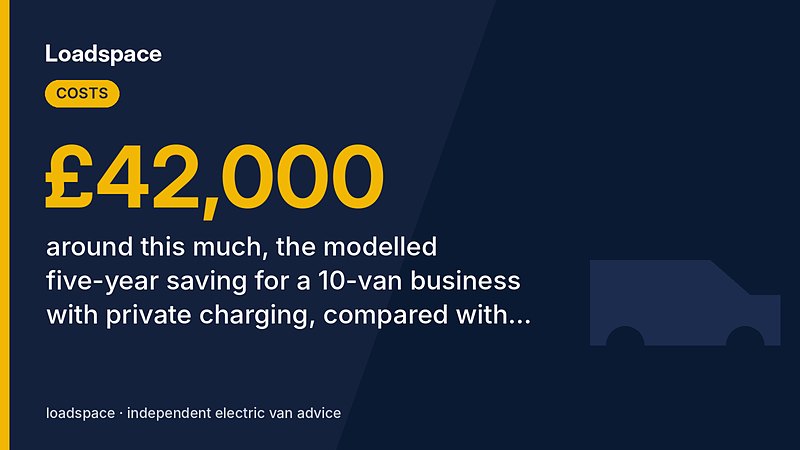 Loadspace
COSTS
£42,000
around this much, the modelled
five-year saving for a 10-van business
with private charging, compared with...
loadspace · independent electric van advice